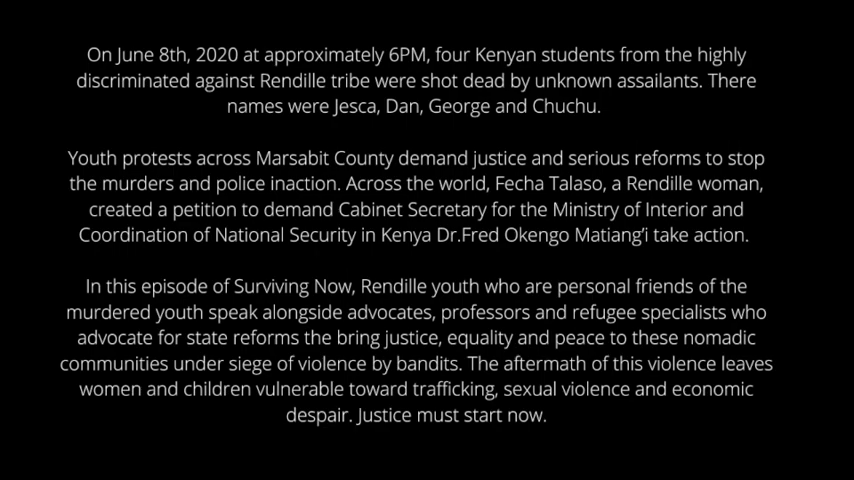 On June 8th, 2020 at approximately 6PM, four Kenyan students from the highly
discriminated against Rendille tribe were shot dead by unknown assailants. There
names were Jesca, Dan, George and Chuchu.
Youth protests across Marsabit County demand justice and serious reforms to stop
the murders and police inaction. Across the world, Fecha Talaso, a Rendille woman,
created a petition to demand Cabinet Secretary for the Ministry of Interior and
Coordination of National Security in Kenya Dr.Fred Okengo Matiang’i take action.
In this episode of Surviving Now, Rendille youth who are personal friends of the
murdered youth speak alongside advocates, professors and refugee specialists who
advocate for state reforms the bring justice, equality and peace to these nomadic
communities under siege of violence by bandits. The aftermath of this violence leaves
women and children vulnerable toward trafficking, sexual violence and economic
despair. Justice must start now.